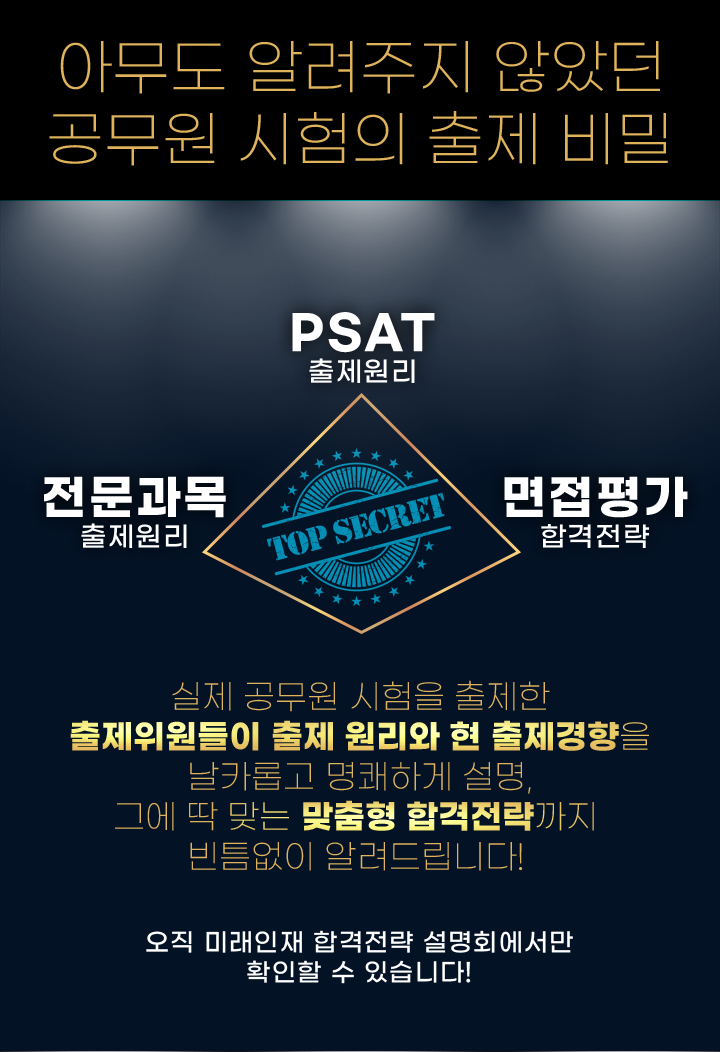 아무도 알려주지 않았던
공무원 시험의 출제 비밀
PSAT
출제원리
전문과목
출제원리
TOP SECRET
면접평가
합격전략
실제 공무원 시험을 출제한
출제위원들이 출제 원리와 현 출제경향을
날카롭고 명쾌하게 설명,
그에 딱 맞는 맞춤형 합격전략까지
빈틈없이 알려드립니다!
오직 미래인재 합격전략 설명회에서만
확인할 수 있습니다!